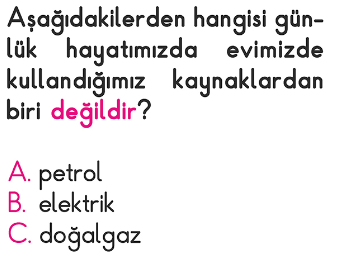 Aşağıdakilerden hangisi gün-
lük hayatımızda evimizde
kullandığımız kaynaklardan
biri değildir?
A. petrol
B. elektrik
C. doğalgaz